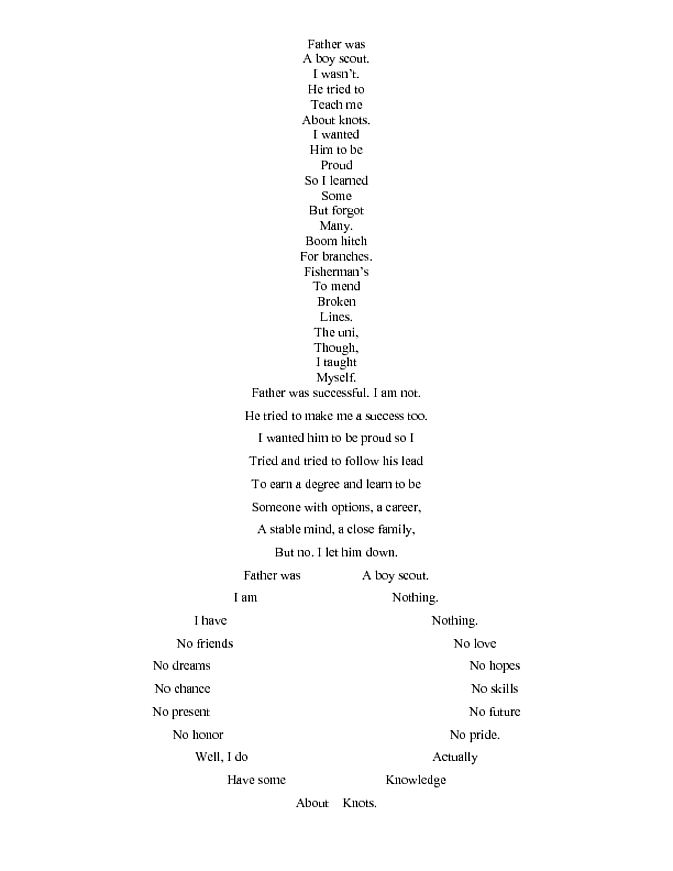 Father was
A boy scout.
I wasn't.
He tried to
Teach me
About knots.
I wanted
Him to be
Proud
So I learned
Some
But forgot
Many.
Boom hitch
For branches.
Fisherman's
To mend
Broken
Lines.
The uni,
Though,
I taught
Myself.
Father was successful. I am not.
He tried to make me a success too.
I wanted him to be proud so I
Tried and tried to follow his lead
To earn a degree and learn to be
Someone with options, a career,
A stable mind, a close family,
But no. I let him down.
Father was A boy scout.
I am Nothing.
I have Nothing.
No friends No love
No dreams No hopes
No chance No skills
No present No future
No honor No pride.
Well, I do Actually
Have some Knowledge
About Knots.